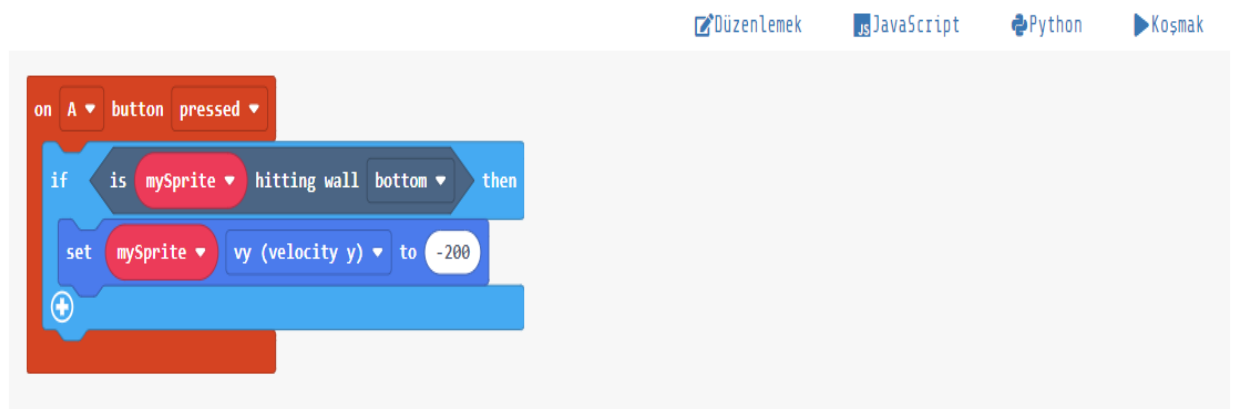 Düzenlemek JS JavaScript Python Koşmak
on A button pressed
if is mySprite hitting wall bottom then
set mySprite vy (velocity y) to -200